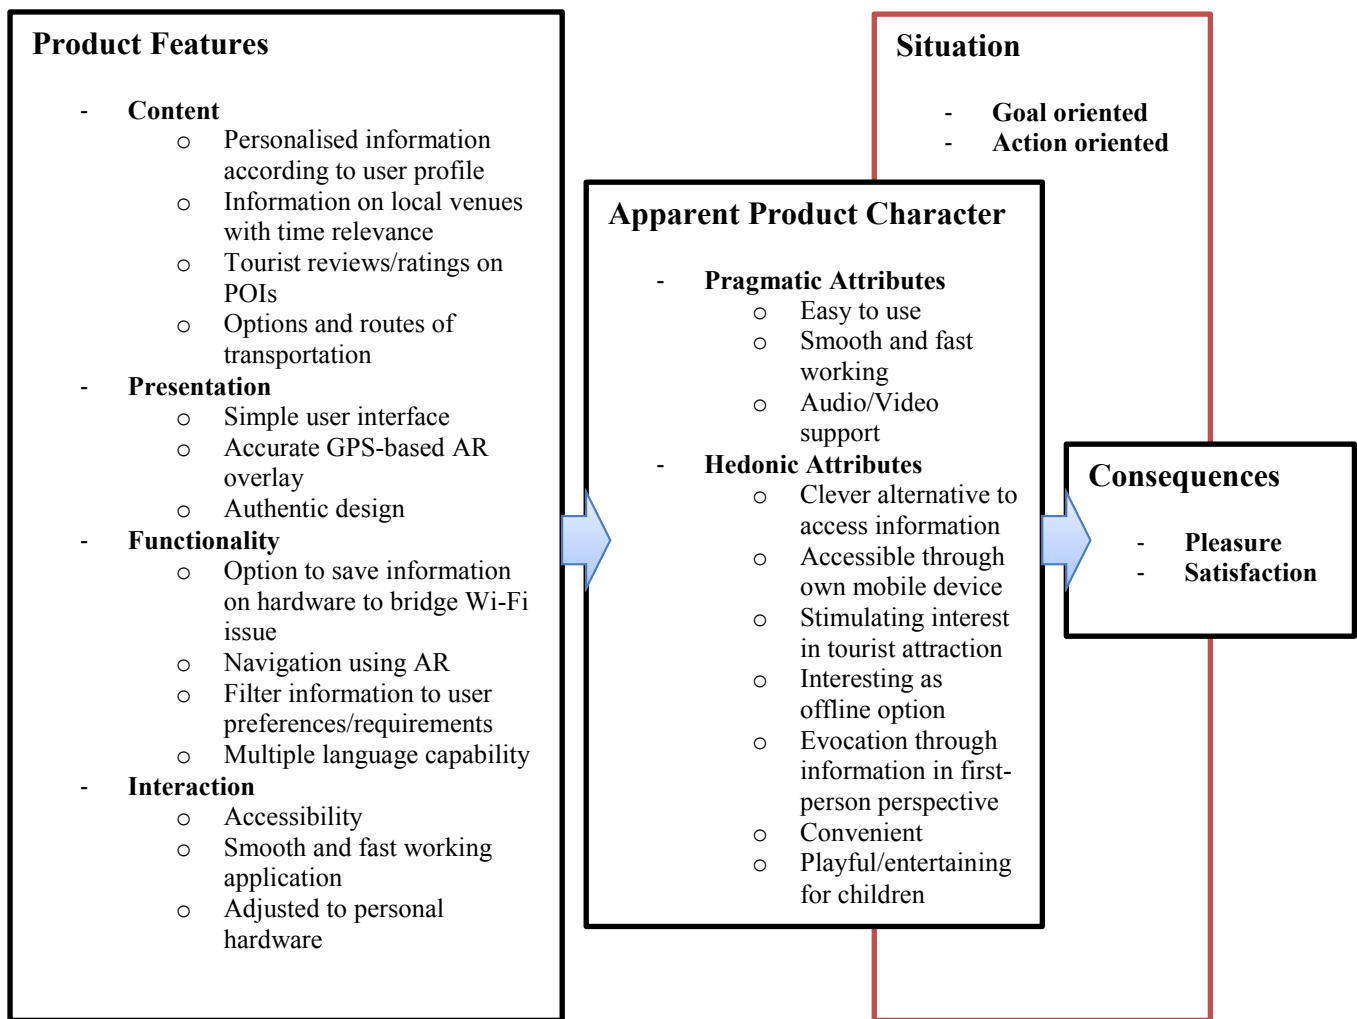 Product Features
- Content
o Personalised information
according to user profile
o Information on local venues
with time relevance
o Tourist reviews/ratings on
POIs
o Options and routes of
transportation
- Presentation
o Simple user interface
o Accurate GPS-based AR
overlay
o Authentic design
- Functionality
o Option to save information
on hardware to bridge Wi-Fi
issue
o Navigation using AR
o Filter information to user
preferences/requirements
o Multiple language capability
- Interaction
o Accessibility
o Smooth and fast working
application
o Adjusted to personal
hardware
Apparent Product Character
- Pragmatic Attributes
o Easy to use
o Smooth and fast
working
o Audio/Video
support
- Hedonic Attributes
o Clever alternative to
access information
o Accessible through
own mobile device
o Stimulating interest
in tourist attraction
o Interesting as
offline option
o Evocation through
information in first-
person perspective
o Convenient
o Playful/entertaining
for children
Situation
- Goal oriented
- Action oriented
Consequences
- Pleasure
- Satisfaction